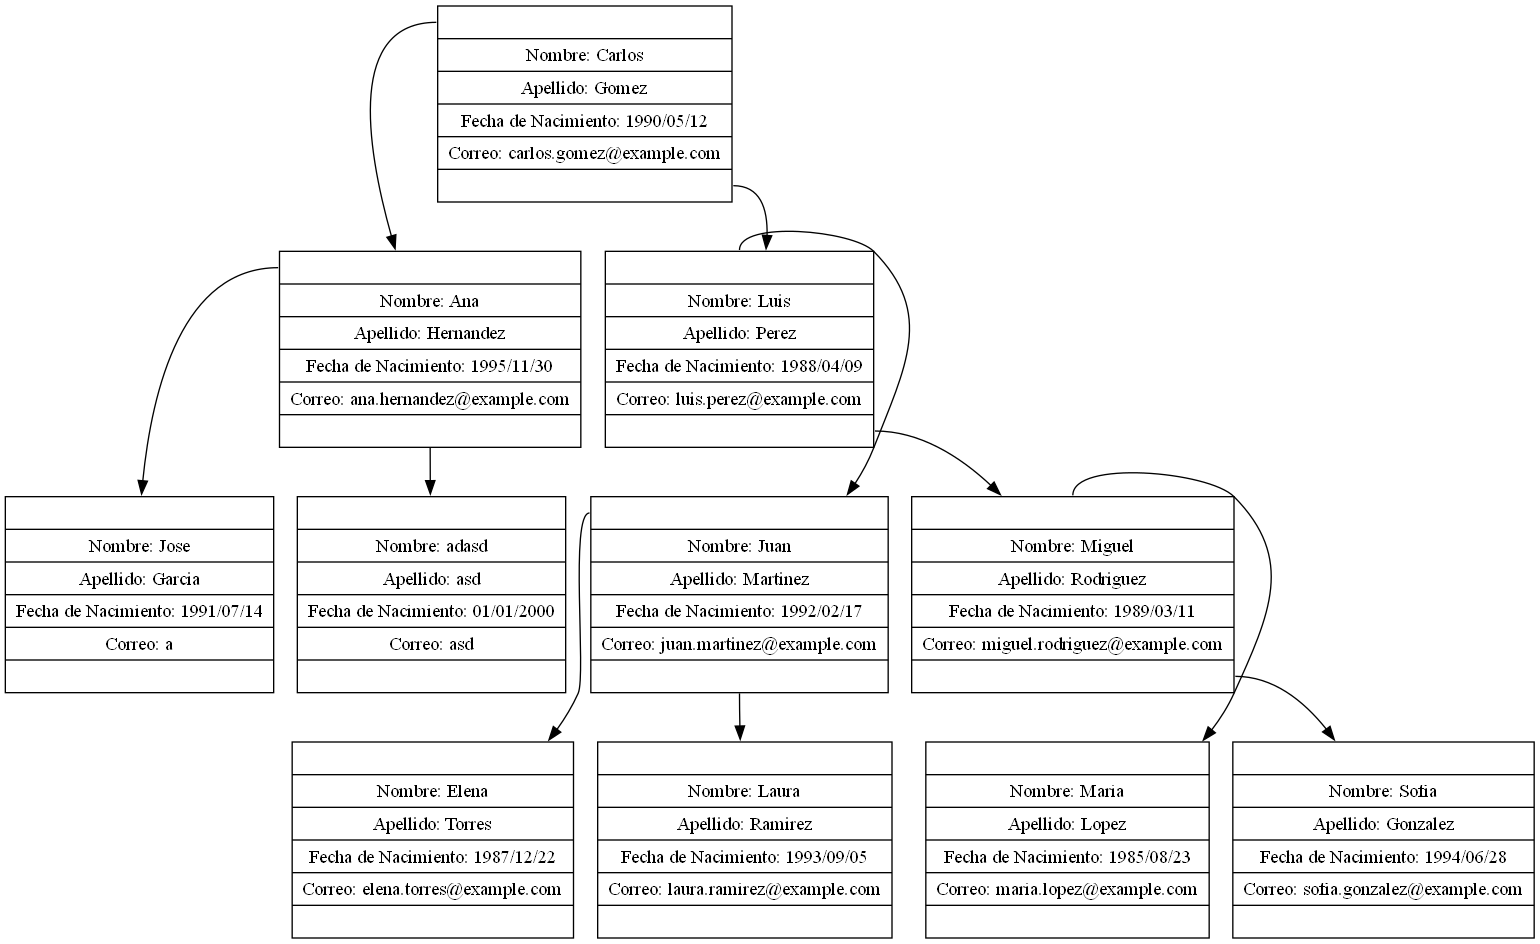 Nombre: Carlos
Apellido: Gomez
Fecha de Nacimiento: 1990/05/12
Correo: carlos.gomez@example.com
Nombre: Ana
Apellido: Hernandez
Fecha de Nacimiento: 1995/11/30
Correo: ana.hernandez@example.com
Nombre: Luis
Apellido: Perez
Fecha de Nacimiento: 1988/04/09
Correo: luis.perez@example.com
Nombre: Jose
Apellido: Garcia
Fecha de Nacimiento: 1991/07/14
Correo: a
Nombre: adasd
Apellido: asd
Fecha de Nacimiento: 01/01/2000
Correo: asd
Nombre: Juan
Apellido: Martinez
Fecha de Nacimiento: 1992/02/17
Correo: juan.martinez@example.com
Nombre: Miguel
Apellido: Rodriguez
Fecha de Nacimiento: 1989/03/11
Correo: miguel.rodriguez@example.com
Nombre: Elena
Apellido: Torres
Fecha de Nacimiento: 1987/12/22
Correo: elena.torres@example.com
Nombre: Laura
Apellido: Ramirez
Fecha de Nacimiento: 1993/09/05
Correo: laura.ramirez@example.com
Nombre: Maria
Apellido: Lopez
Fecha de Nacimiento: 1985/08/23
Correo: maria.lopez@example.com
Nombre: Sofia
Apellido: Gonzalez
Fecha de Nacimiento: 1994/06/28
Correo: sofia.gonzalez@example.com